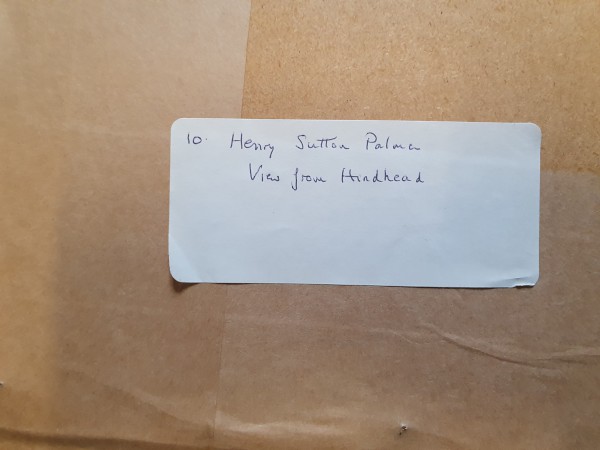 10. Henry Sutton Palmer
View from Hindhead